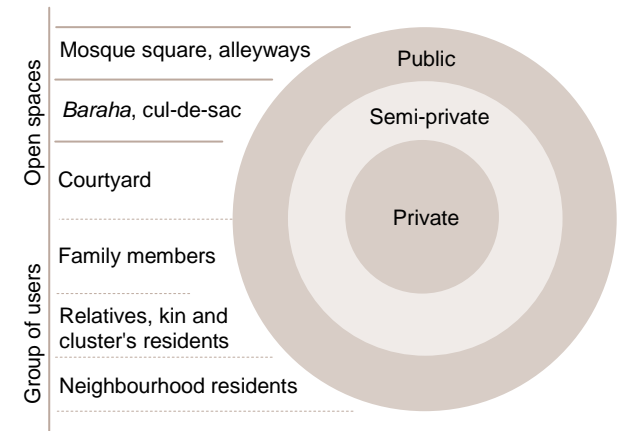 Open spaces
Mosque square, alleyways
Baraha, cul-de-sac
Courtyard
Group of users
Family members
Relatives, kin and
cluster's residents
Neighbourhood residents
Public
Semi-private
Private